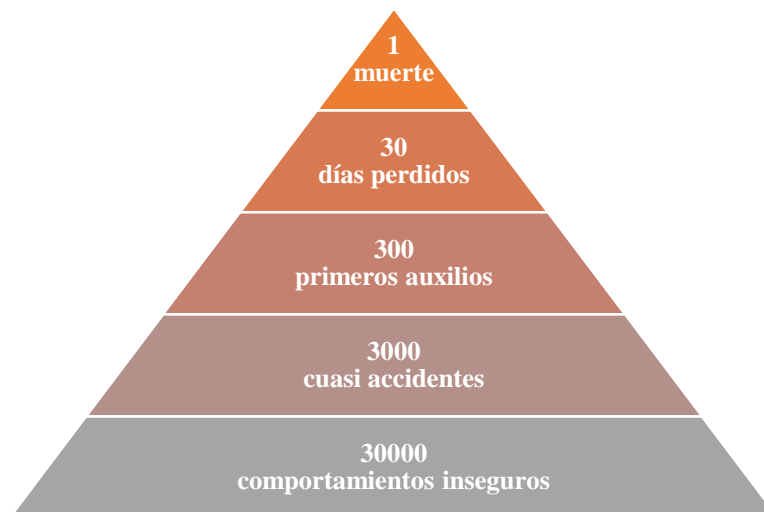 1
muerte
30
días perdidos
300
primeros auxilios
3000
cuasi accidentes
30000
comportamientos inseguros